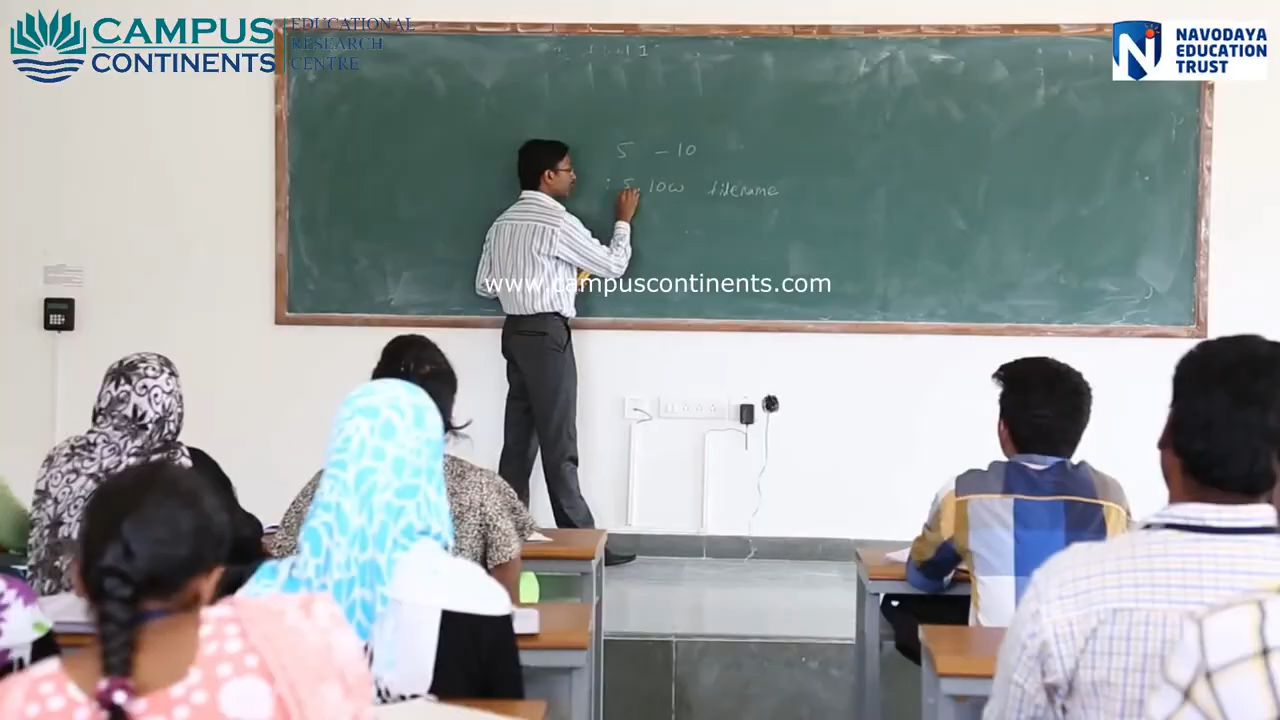 CAMPUS CONTINENTS
EDUCATIONAL RESEARCH CENTRE
NAVODAYA EDUCATION TRUST
5 – 10
: 5, 10w filename
www.campuscontinents.com